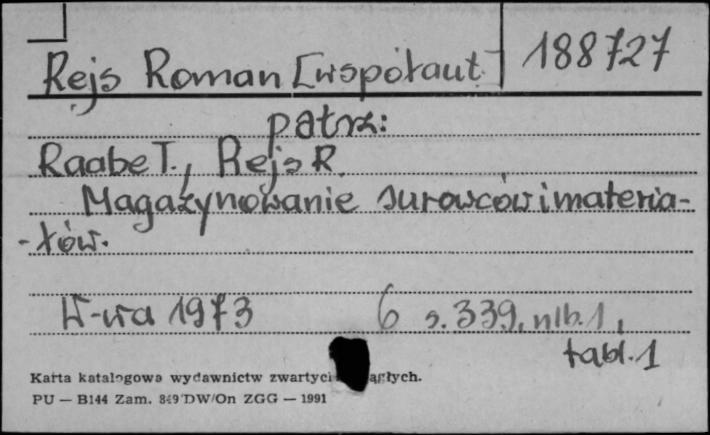 Rejs Roman [współaut.] 188727
patrz:
Raabe T., Rejs R.
Magazynowanie surowców i materia-
-łów.
W-wa 1973 6 s. 339, nlb. 1,
tabl. 1
Karta katalogowa wydawnictw zwartych
PU — B144 Zam. 849 DW/On ZGG — 1991